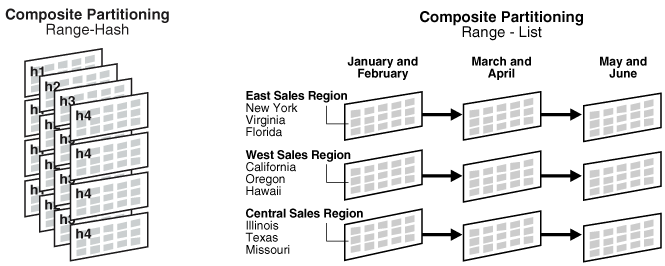 Composite Partitioning
Range-Hash
h1
h2
h3
h4
h4
h4
h4
Composite Partitioning
Range - List
January and
February
March and
April
May and
June
East Sales Region
New York
Virginia
Florida
West Sales Region
California
Oregon
Hawaii
Central Sales Region
Illinois
Texas
Missouri